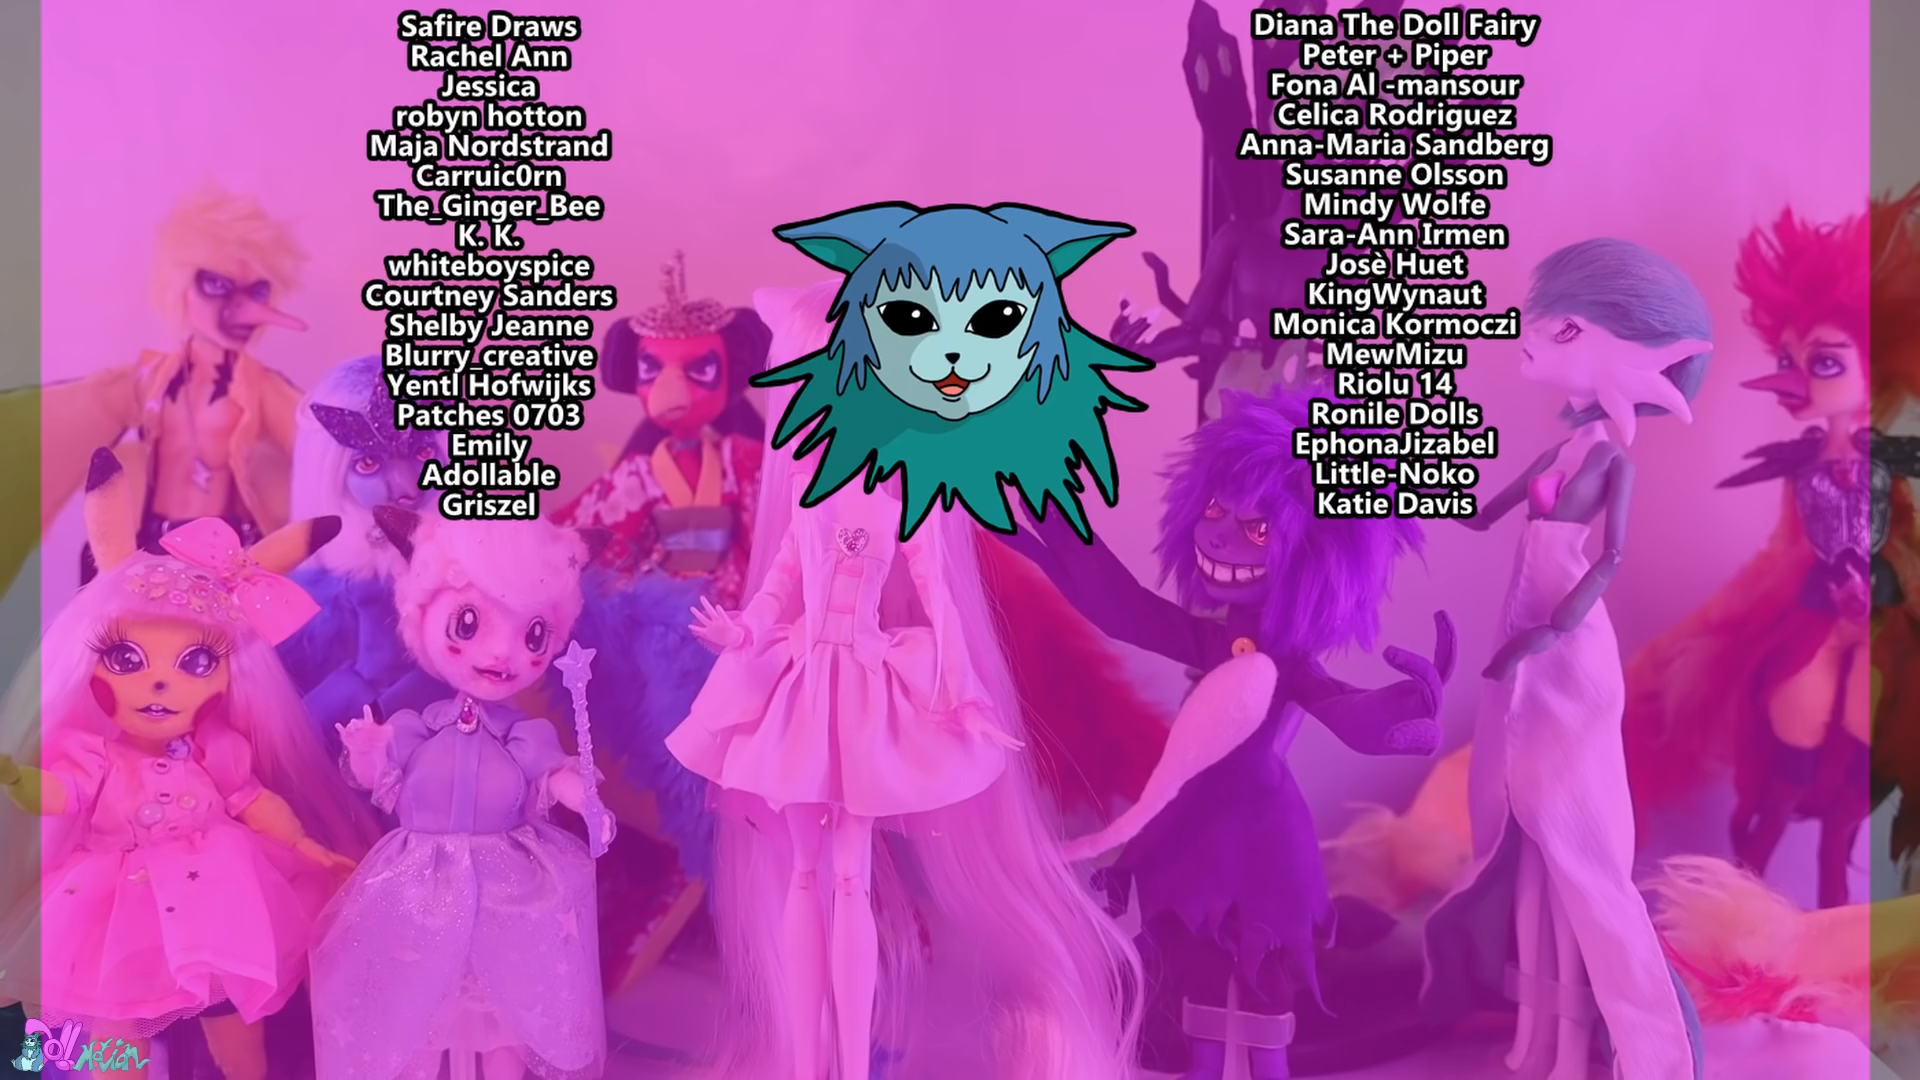 Safire Draws
Rachel Ann
Jessica
robyn hotton
Maja Nordstrand
Carruic0rn
The_Ginger_Bee
K. K.
whiteboyspice
Courtney Sanders
Shelby Jeanne
Blurry_creative
Yentl Hofwijks
Patches 0703
Emily
Adollable
Griszel
Diana The Doll Fairy
Peter + Piper
Fona Al -mansour
Celica Rodriguez
Anna-Maria Sandberg
Susanne Olsson
Mindy Wolfe
Sara-Ann Irmen
Josè Huet
KingWynaut
Monica Kormoczi
MewMizu
Riolu 14
Ronile Dolls
EphonaJizabel
Little-Noko
Katie Davis